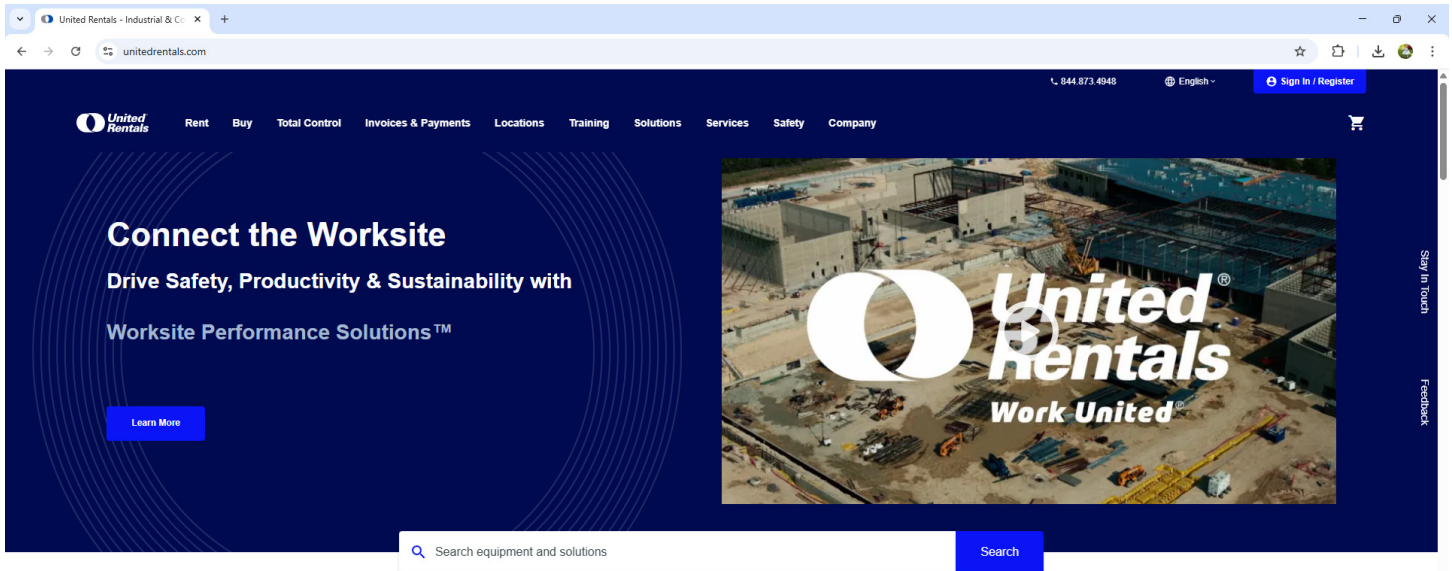 United Rentals - Industrial & Co
unitedrentals.com
844.873.4948 English Sign In / Register
United Rentals
Rent Buy Total Control Invoices & Payments Locations Training Solutions Services Safety Company
Connect the Worksite
Drive Safety, Productivity & Sustainability with
Worksite Performance Solutions™
Learn More
United®
Rentals
Work United®
Stay In Touch
Feedback
Search equipment and solutions Search